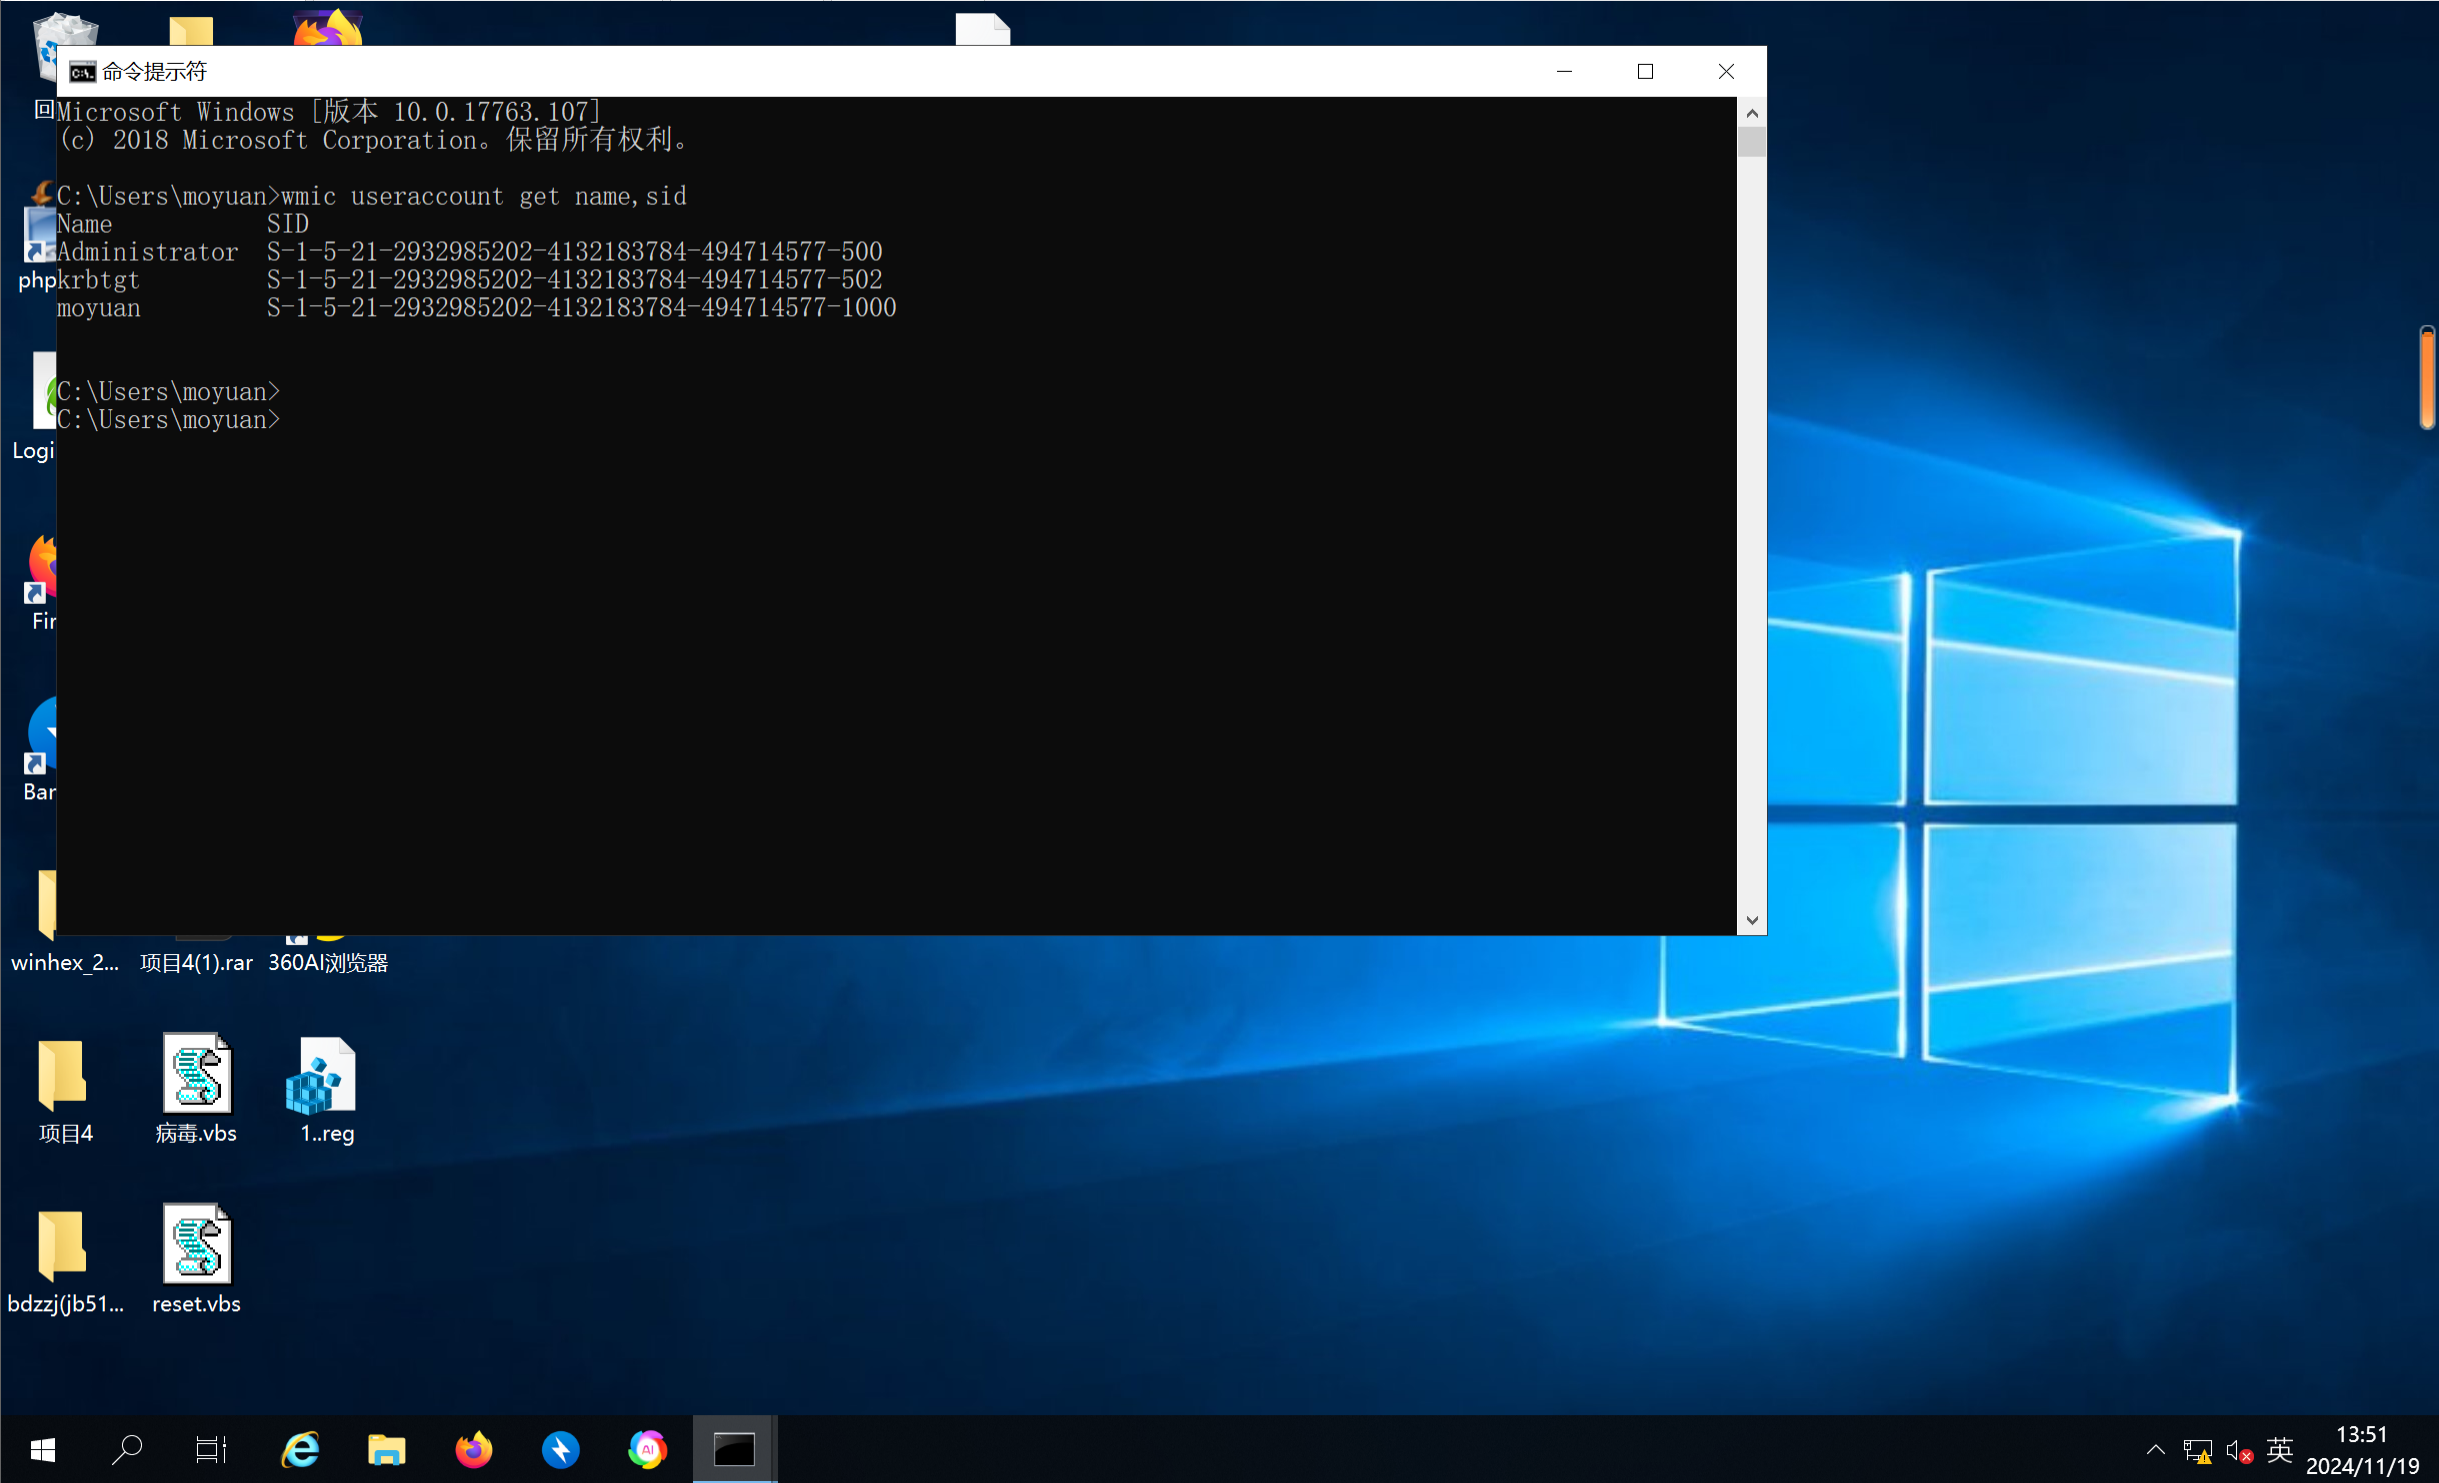 命令提示符
Microsoft Windows [版本 10.0.17763.107]
(c) 2018 Microsoft Corporation。保留所有权利。
C:\Users\moyuan>wmic useraccount get name,sid
Name SID
Administrator S-1-5-21-2932985202-4132183784-494714577-500
krbtgt S-1-5-21-2932985202-4132183784-494714577-502
moyuan S-1-5-21-2932985202-4132183784-494714577-1000
C:\Users\moyuan>
C:\Users\moyuan>
回
php
Logi
Fir
Bar
winhex_2... 项目4(1).rar 360AI浏览器
项目4 病毒.vbs 1..reg
bdzzj(jb51... reset.vbs
AI
英
13:51
2024/11/19